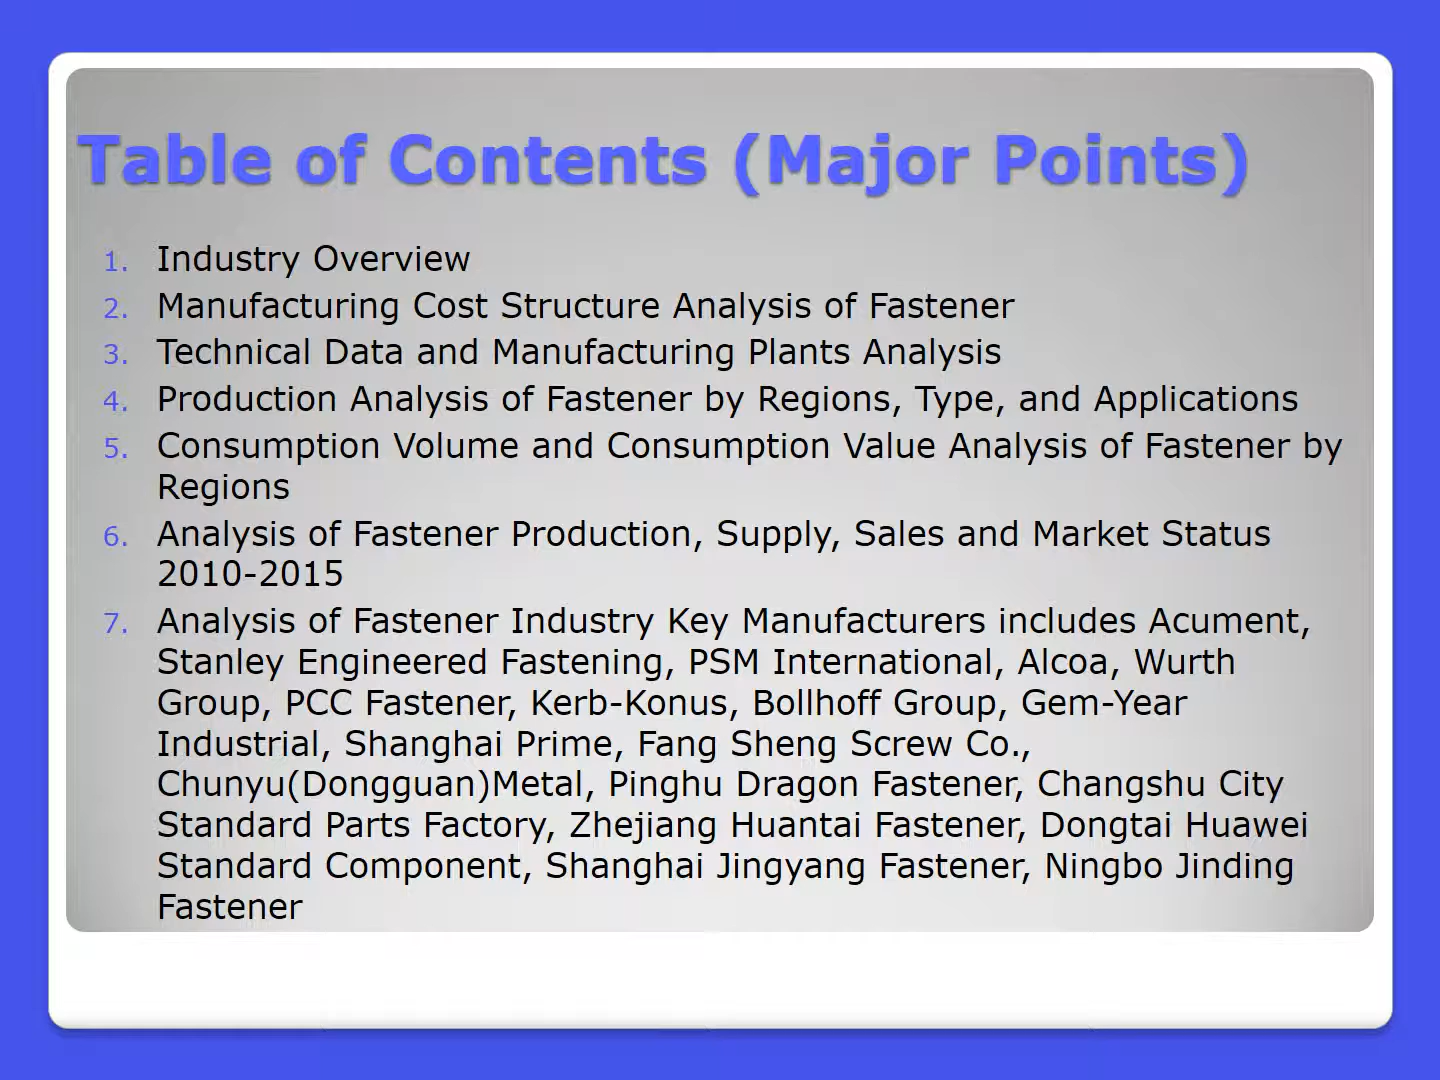 Table of Contents (Major Points)
1. Industry Overview
2. Manufacturing Cost Structure Analysis of Fastener
3. Technical Data and Manufacturing Plants Analysis
4. Production Analysis of Fastener by Regions, Type, and Applications
5. Consumption Volume and Consumption Value Analysis of Fastener by
Regions
6. Analysis of Fastener Production, Supply, Sales and Market Status
2010-2015
7. Analysis of Fastener Industry Key Manufacturers includes Acument,
Stanley Engineered Fastening, PSM International, Alcoa, Wurth
Group, PCC Fastener, Kerb-Konus, Bollhoff Group, Gem-Year
Industrial, Shanghai Prime, Fang Sheng Screw Co.,
Chunyu(Dongguan)Metal, Pinghu Dragon Fastener, Changshu City
Standard Parts Factory, Zhejiang Huantai Fastener, Dongtai Huawei
Standard Component, Shanghai Jingyang Fastener, Ningbo Jinding
Fastener